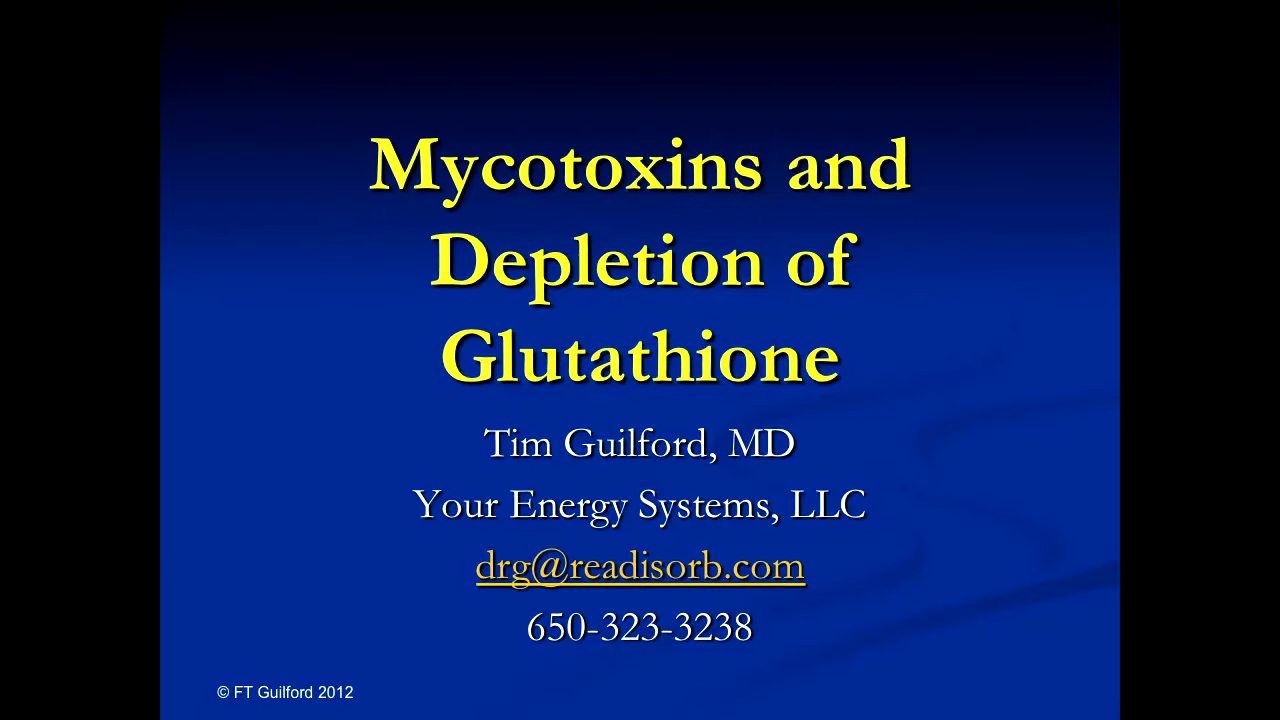 Mycotoxins and
Depletion of
Glutathione
Tim Guilford, MD
Your Energy Systems, LLC
drg@readisorb.com
650-323-3238
© FT Guilford 2012